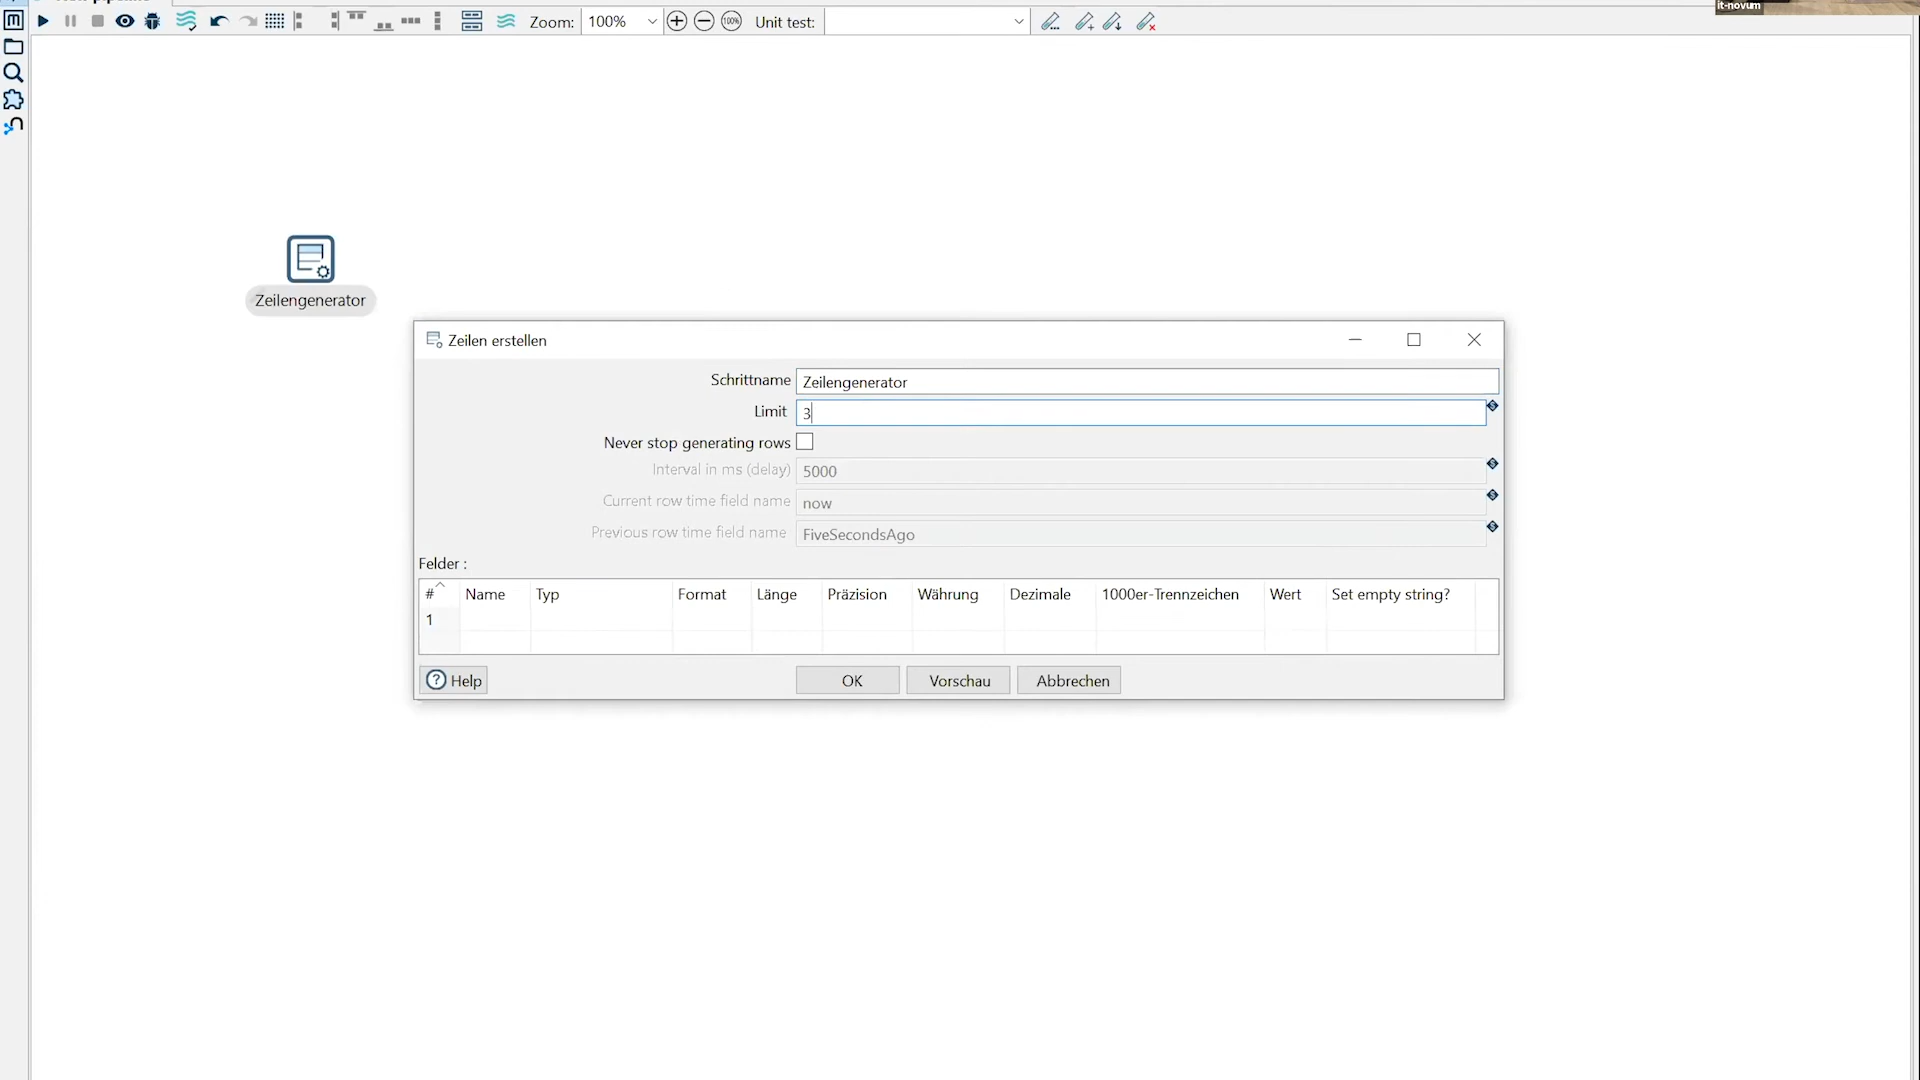 it-novum
Zoom: 100% 100% Unit test:
Zeilengenerator
Zeilen erstellen
Schrittname Zeilengenerator
Limit 3
Never stop generating rows
Interval in ms (delay) 5000
Current row time field name now
Previous row time field name FiveSecondsAgo
Felder :
# Name Typ Format Länge Präzision Währung Dezimale 1000er-Trennzeichen Wert Set empty string?
1
Help OK Vorschau Abbrechen